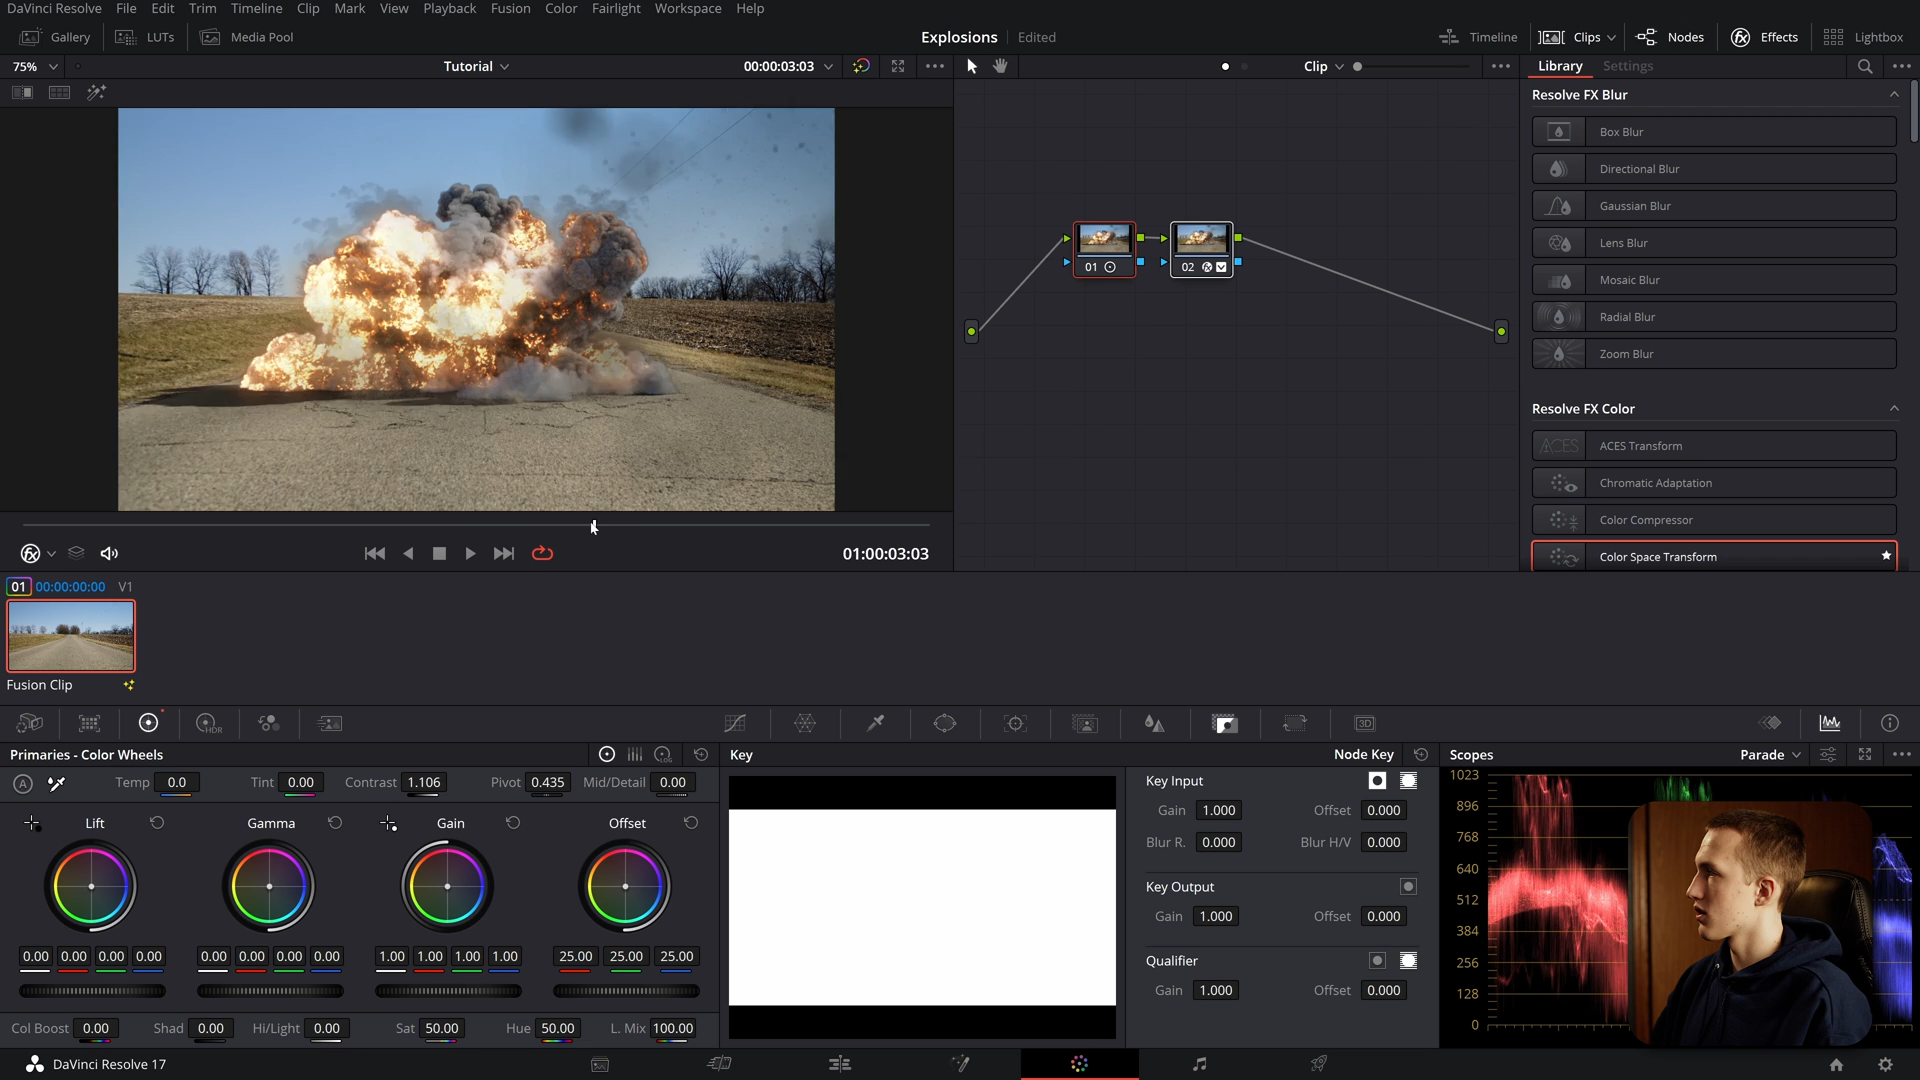 DaVinci Resolve File Edit Trim Timeline Clip Mark View Playback Fusion Color Fairlight Workspace Help
Gallery LUTs Media Pool Explosions Edited Timeline Clips Nodes Effects Lightbox
75% Tutorial 00:00:03:03 Clip Library Settings
Resolve FX Blur
Box Blur
Directional Blur
Gaussian Blur
Lens Blur
Mosaic Blur
Radial Blur
Zoom Blur
01
02
Resolve FX Color
ACES ACES Transform
Chromatic Adaptation
Color Compressor
Color Space Transform
01:00:03:03
01 00:00:00:00 V1
Fusion Clip
HDR
3D
Primaries - Color Wheels
LOG
A Temp 0.0 Tint 0.00 Contrast 1.106 Pivot 0.435 Mid/Detail 0.00
Lift Gamma Gain Offset
0.00 0.00 0.00 0.00 0.00 0.00 0.00 0.00 1.00 1.00 1.00 1.00 25.00 25.00 25.00
Col Boost 0.00 Shad 0.00 Hi/Light 0.00 Sat 50.00 Hue 50.00 L. Mix 100.00
Key Node Key
Key Input
Gain 1.000 Offset 0.000
Blur R. 0.000 Blur H/V 0.000
Key Output
Gain 1.000 Offset 0.000
Qualifier
Gain 1.000 Offset 0.000
Scopes Parade
1023
896
768
640
512
384
256
128
0
DaVinci Resolve 17